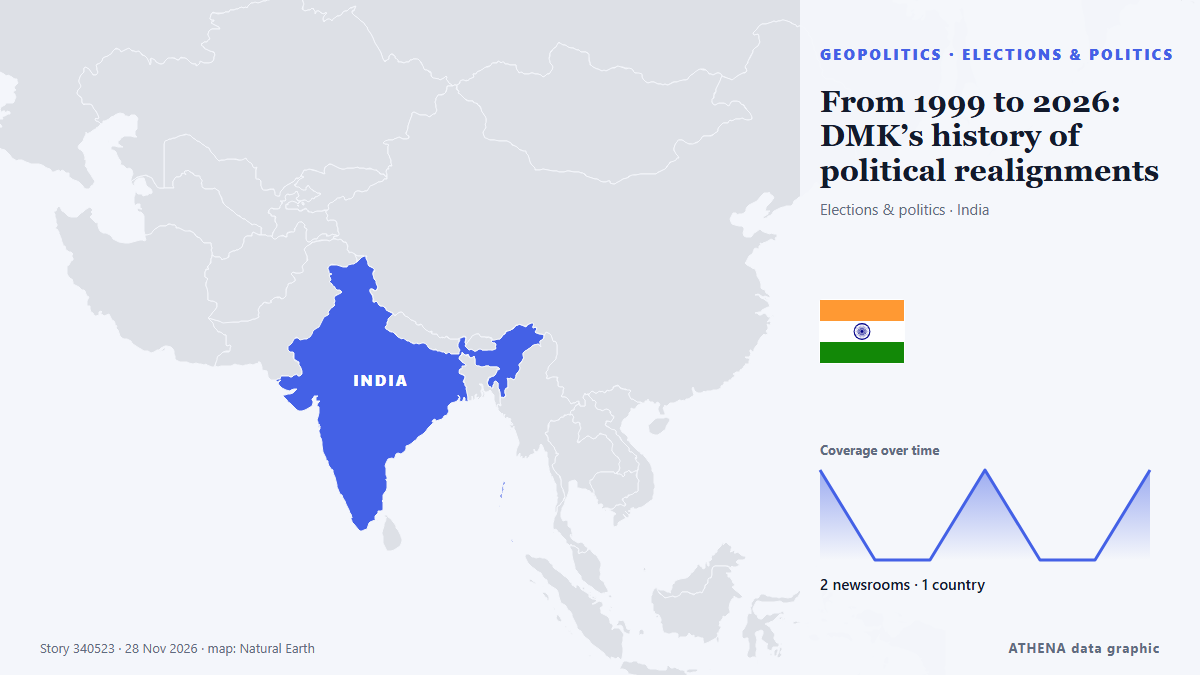 GEOPOLITICS · ELECTIONS & POLITICS
From 1999 to 2026:
DMK’s history of
political realignments
Elections & politics · India
INDIA
Coverage over time
2 newsrooms · 1 country
Story 340523 · 28 Nov 2026 · map: Natural Earth
ATHENA data graphic